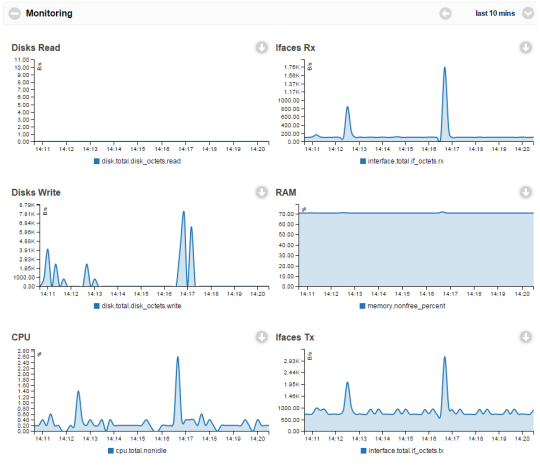 Monitoring
last 10 mins
Disks Read
11.00
10.00
9.00
8.00
7.00
6.00
5.00
4.00
3.00
2.00
1.00
0.00
B/s
14:11 14:12 14:13 14:14 14:15 14:16 14:17 14:18 14:19 14:20
disk.total.disk_octets.read
Ifaces Rx
1.76K
1.56K
1.37K
1.17K
1000.00
800.00
600.00
400.00
200.00
0.00
B/s
14:11 14:12 14:13 14:14 14:15 14:16 14:17 14:18 14:19 14:20
interface.total.if_octets.rx
Disks Write
8.79K
7.81K
6.84K
5.86K
4.88K
3.91K
2.93K
1.95K
1000.00
0.00
B/s
14:11 14:12 14:13 14:14 14:15 14:16 14:17 14:18 14:19 14:20
disk.total.disk_octets.write
RAM
70.00
60.00
50.00
40.00
30.00
20.00
10.00
0.00
%
14:11 14:12 14:13 14:14 14:15 14:16 14:17 14:18 14:19 14:20
memory.nonfree_percent
CPU
2.80
2.60
2.40
2.20
2.00
1.80
1.60
1.40
1.20
1.00
0.80
0.60
0.40
0.20
0.00
%
14:11 14:12 14:13 14:14 14:15 14:16 14:17 14:18 14:19 14:20
cpu.total.nonidle
Ifaces Tx
2.93K
2.44K
1.95K
1.46K
1000.00
500.00
0.00
B/s
14:11 14:12 14:13 14:14 14:15 14:16 14:17 14:18 14:19 14:20
interface.total.if_octets.tx